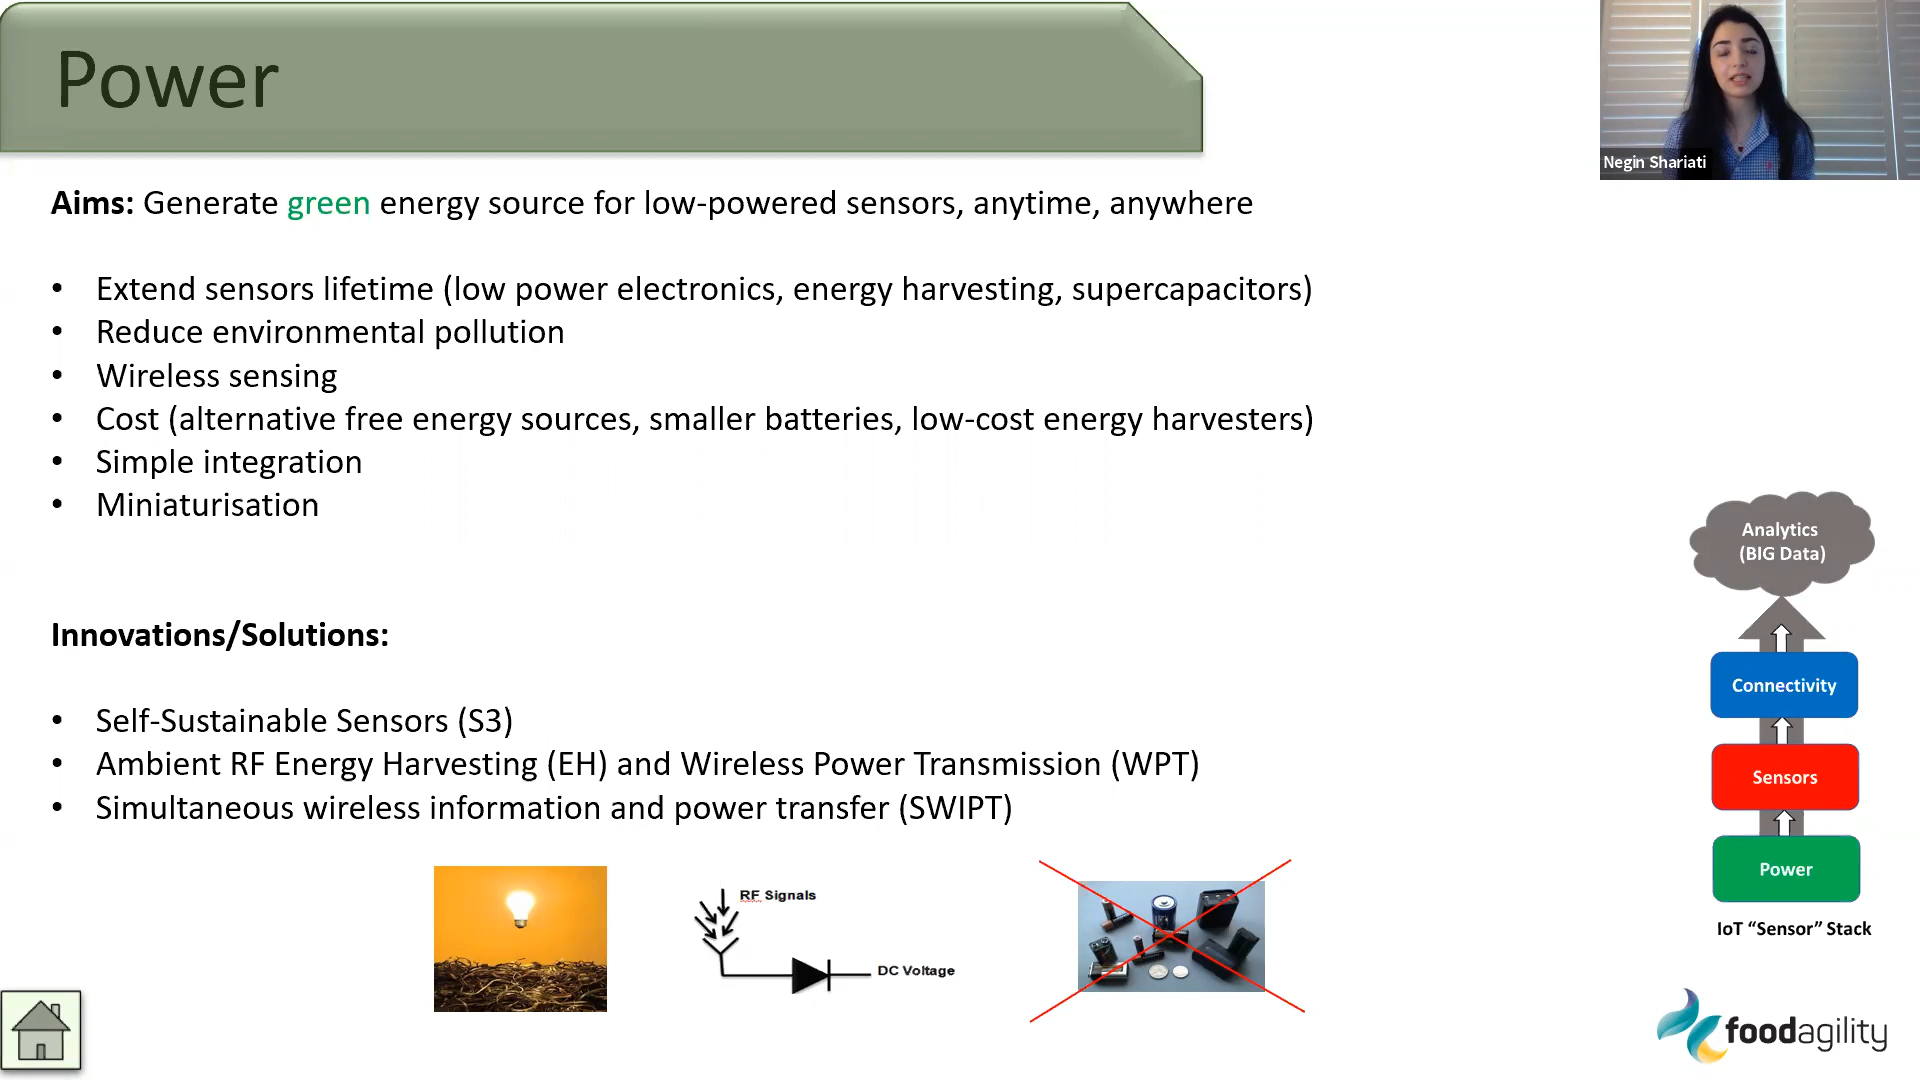 Power
Negin Shariati
Aims: Generate green energy source for low-powered sensors, anytime, anywhere
• Extend sensors lifetime (low power electronics, energy harvesting, supercapacitors)
• Reduce environmental pollution
• Wireless sensing
• Cost (alternative free energy sources, smaller batteries, low-cost energy harvesters)
• Simple integration
• Miniaturisation
Innovations/Solutions:
• Self-Sustainable Sensors (S3)
• Ambient RF Energy Harvesting (EH) and Wireless Power Transmission (WPT)
• Simultaneous wireless information and power transfer (SWIPT)
RF Signals
DC Voltage
Analytics
(BIG Data)
Connectivity
Sensors
Power
IoT “Sensor” Stack
foodagility